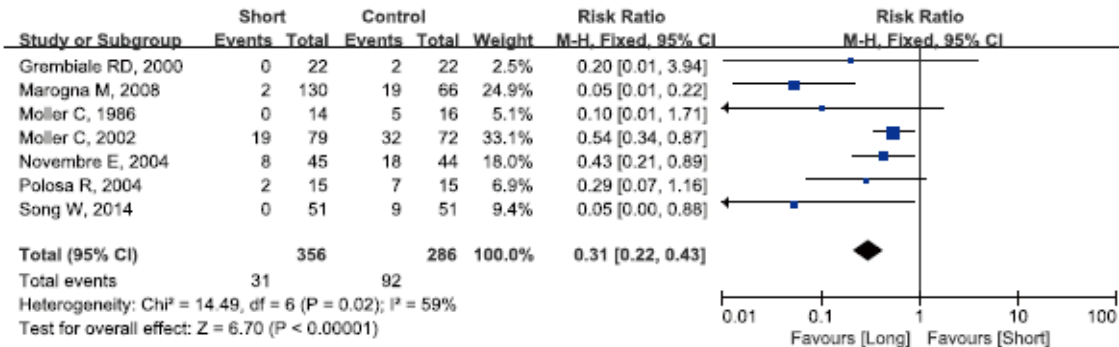 Short Control Risk Ratio Risk Ratio
Study or Subgroup Events Total Events Total Weight M-H, Fixed, 95% CI M-H, Fixed, 95% CI
Grembiale RD, 2000 0 22 2 22 2.5% 0.20 [0.01, 3.94]
Marogna M, 2008 2 130 19 66 24.9% 0.05 [0.01, 0.22]
Moller C, 1986 0 14 5 16 5.1% 0.10 [0.01, 1.71]
Moller C, 2002 19 79 32 72 33.1% 0.54 [0.34, 0.87]
Novembre E, 2004 8 45 18 44 18.0% 0.43 [0.21, 0.89]
Polosa R, 2004 2 15 7 15 6.9% 0.29 [0.07, 1.16]
Song W, 2014 0 51 9 51 9.4% 0.05 [0.00, 0.88]
Total (95% CI) 356 286 100.0% 0.31 [0.22, 0.43]
Total events 31 92
Heterogeneity: Chi² = 14.49, df = 6 (P = 0.02); I² = 59%
Test for overall effect: Z = 6.70 (P < 0.00001)
0.01 0.1 1 10 100
Favours [Long] Favours [Short]